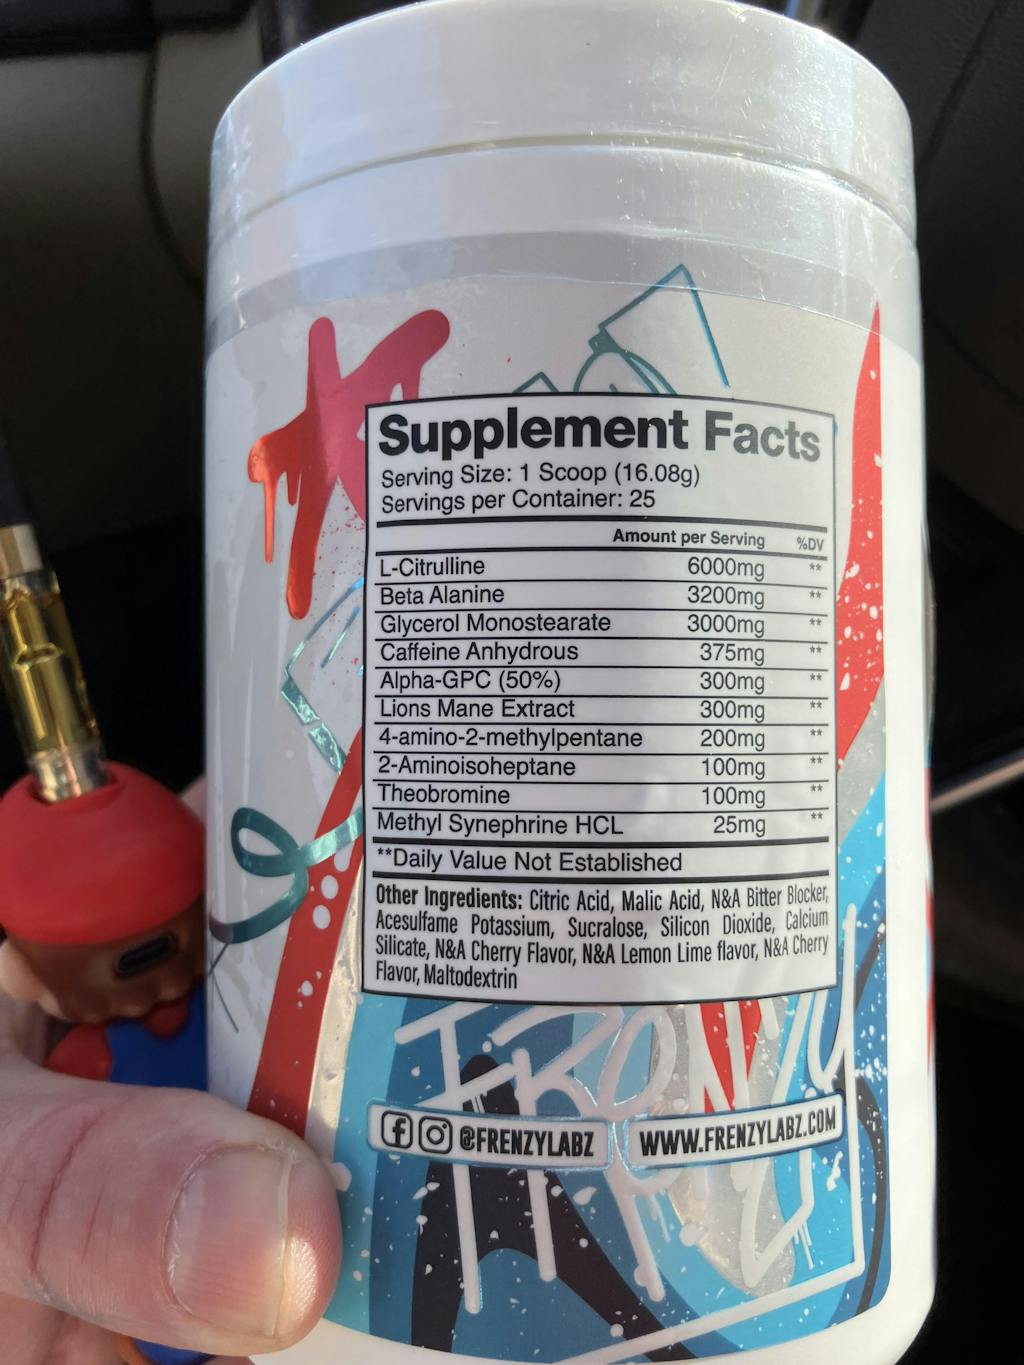 Supplement Facts
Serving Size: 1 Scoop (16.08g)
Servings per Container: 25
Amount per Serving %DV
L-Citrulline 6000mg **
Beta Alanine 3200mg **
Glycerol Monostearate 3000mg **
Caffeine Anhydrous 375mg **
Alpha-GPC (50%) 300mg **
Lions Mane Extract 300mg **
4-amino-2-methylpentane 200mg **
2-Aminoisoheptane 100mg **
Theobromine 100mg **
Methyl Synephrine HCL 25mg **
**Daily Value Not Established
Other Ingredients: Citric Acid, Malic Acid, N&A Bitter Blocker,
Acesulfame Potassium, Sucralose, Silicon Dioxide, Calcium
Silicate, N&A Cherry Flavor, N&A Lemon Lime flavor, N&A Cherry
Flavor, Maltodextrin
FRENZY
@FRENZYLABZ WWW.FRENZYLABZ.COM